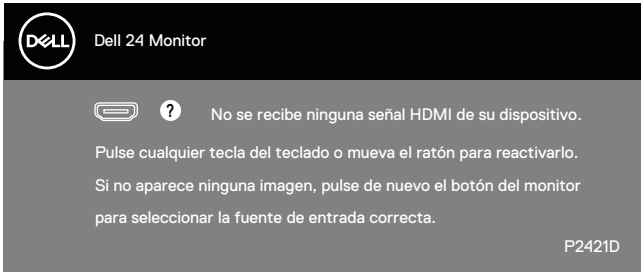 DELL
Dell 24 Monitor
? No se recibe ninguna señal HDMI de su dispositivo.
Pulse cualquier tecla del teclado o mueva el ratón para reactivarlo.
Si no aparece ninguna imagen, pulse de nuevo el botón del monitor
para seleccionar la fuente de entrada correcta.
P2421D